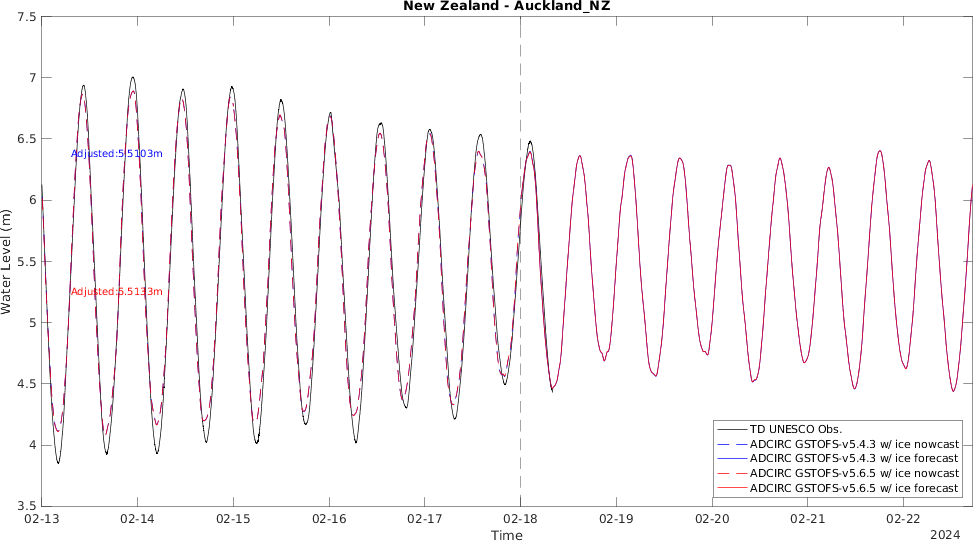 New Zealand - Auckland_NZ
7.5
7
6.5
6
5.5
5
4.5
4
3.5
Water Level (m)
Adjusted:5.5103m
Adjusted:5.5133m
TD UNESCO Obs.
ADCIRC GSTOFS-v5.4.3 w/ ice nowcast
ADCIRC GSTOFS-v5.4.3 w/ ice forecast
ADCIRC GSTOFS-v5.6.5 w/ ice nowcast
ADCIRC GSTOFS-v5.6.5 w/ ice forecast
02-13 02-14 02-15 02-16 02-17 02-18 02-19 02-20 02-21 02-22
Time
2024